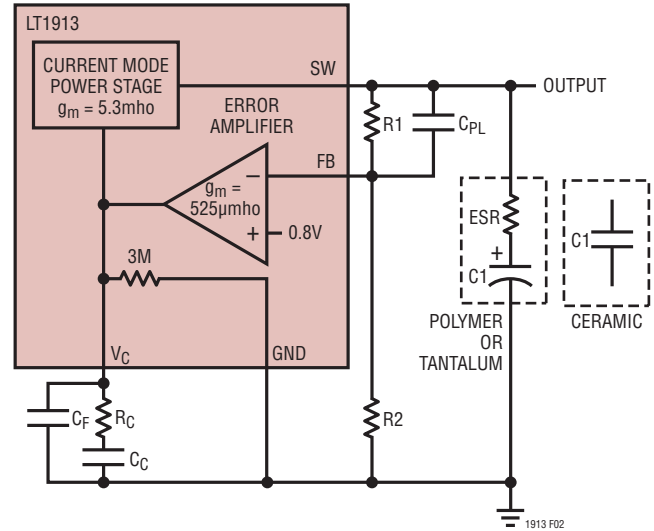 LT1913
CURRENT MODE
POWER STAGE
gm = 5.3mho
SW
OUTPUT
ERROR
AMPLIFIER
R1
CPL
FB
gm =
525µmho
–
+
0.8V
ESR
+
C1
C1
3M
POLYMER
OR
TANTALUM
CERAMIC
VC
GND
CF
RC
CC
R2
1913 F02